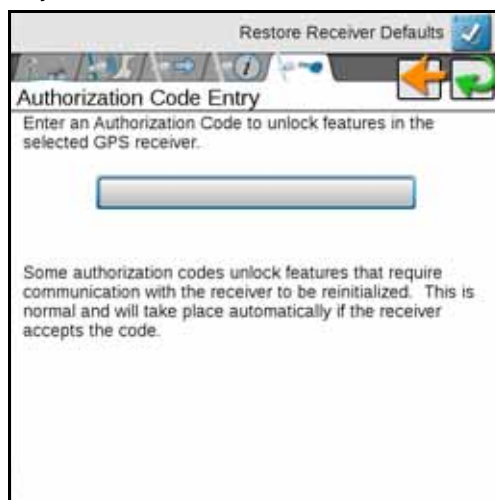 Restore Receiver Defaults
Authorization Code Entry
Enter an Authorization Code to unlock features in the
selected GPS receiver.
Some authorization codes unlock features that require
communication with the receiver to be reinitialized. This is
normal and will take place automatically if the receiver
accepts the code.